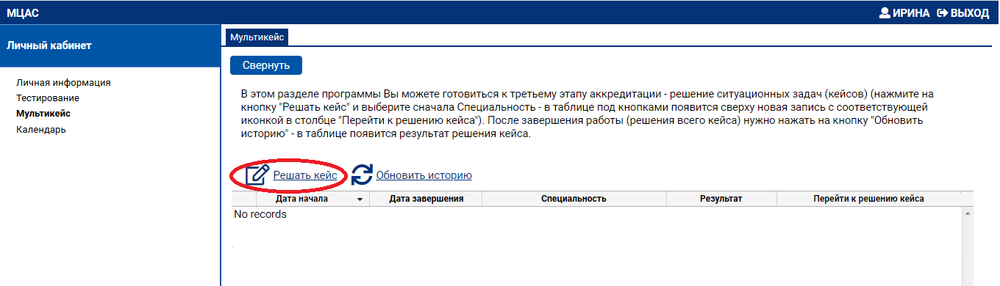 МЦАС
ИРИНА ВЫХОД
Личный кабинет
Личная информация
Тестирование
Мультикейс
Календарь
Мультикейс
Свернуть
В этом разделе программы Вы можете готовиться к третьему этапу аккредитации - решение ситуационных задач (кейсов) (нажмите на
кнопку "Решать кейс" и выберите сначала Специальность - в таблице под кнопками появится сверху новая запись с соответствующей
иконкой в столбце "Перейти к решению кейса"). После завершения работы (решения всего кейса) нужно нажать на кнопку "Обновить
историю" - в таблице появится результат решения кейса.
Решать кейс Обновить историю
Дата начала Дата завершения Специальность Результат Перейти к решению кейса
No records